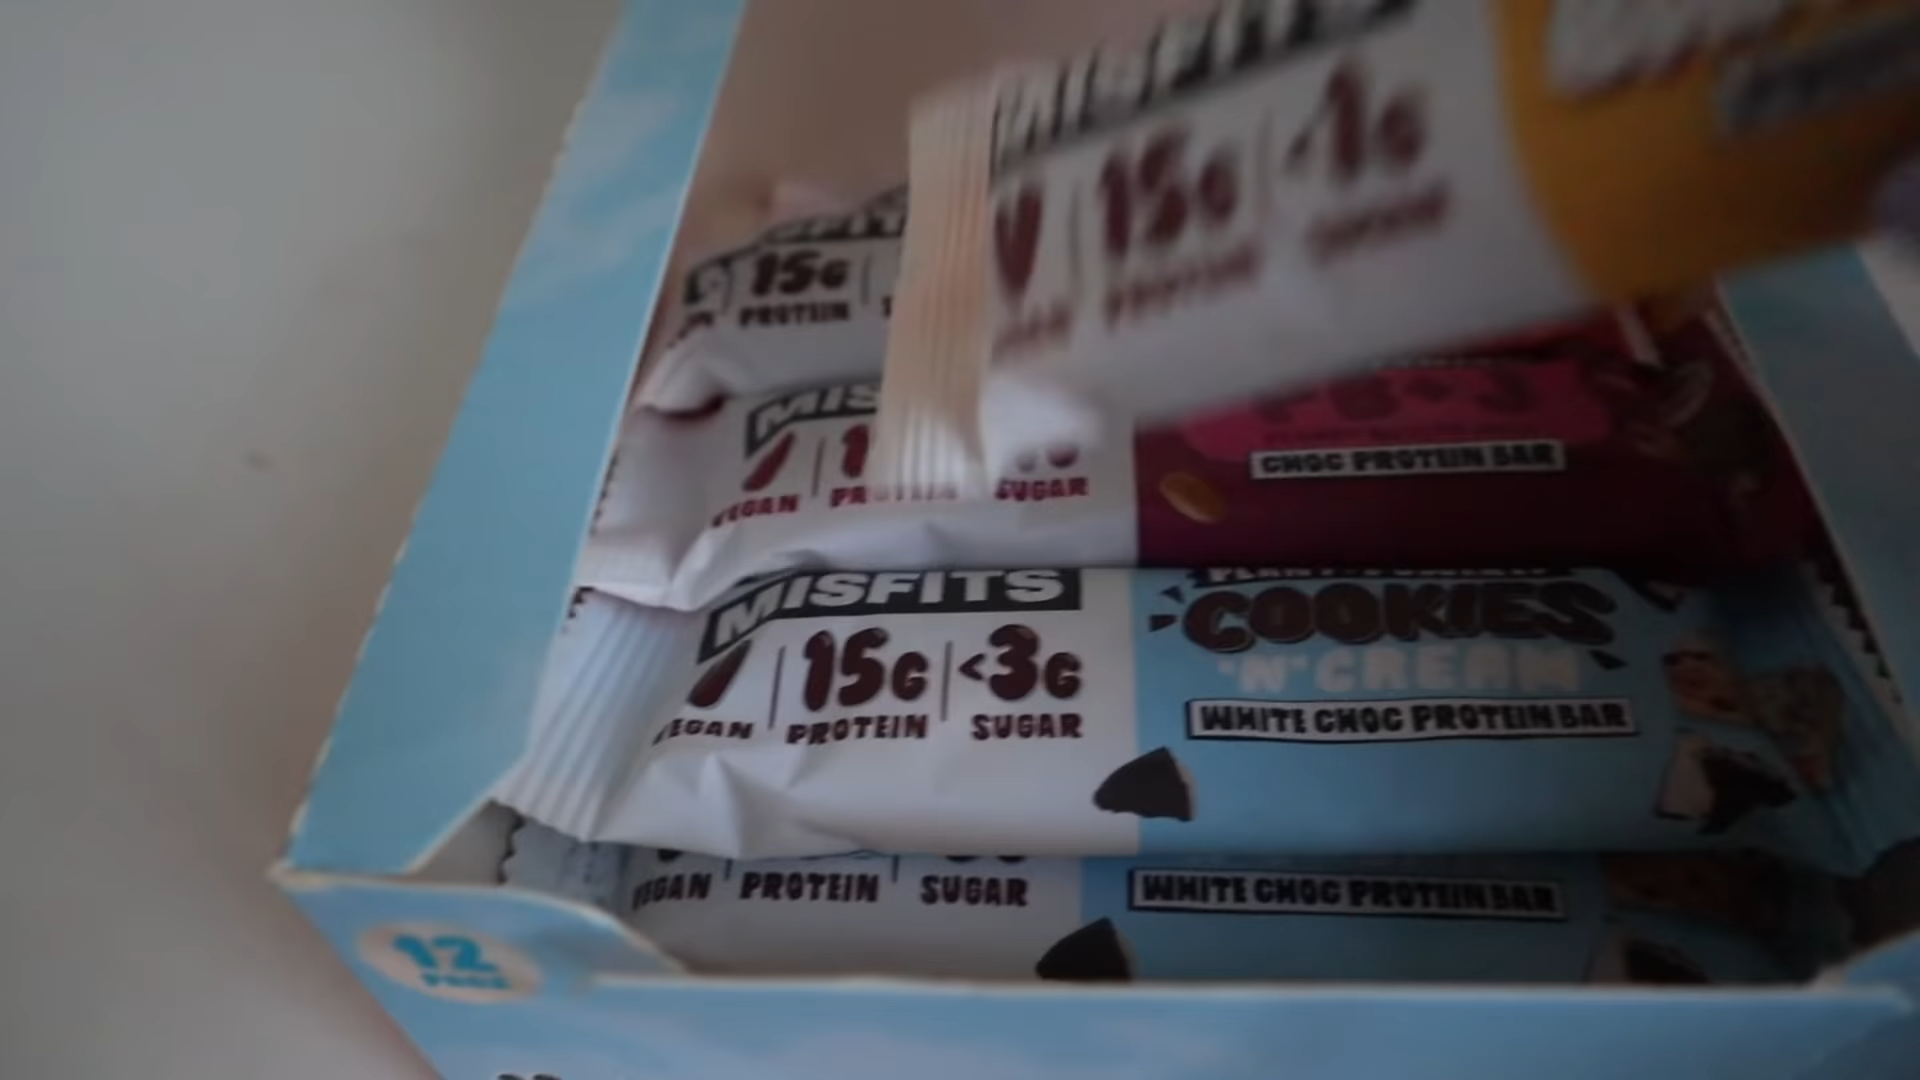 MISFITS
15G
<1G
MISFITS
15G
PROTEIN
MIS
VEGAN
SUGAR
CHOC PROTEIN BAR
MISFITS
15G
<3G
VEGAN
PROTEIN
SUGAR
COOKIES
'N' CREAM
WHITE CHOC PROTEIN BAR
VEGAN
PROTEIN
SUGAR
WHITE CHOC PROTEIN BAR
12